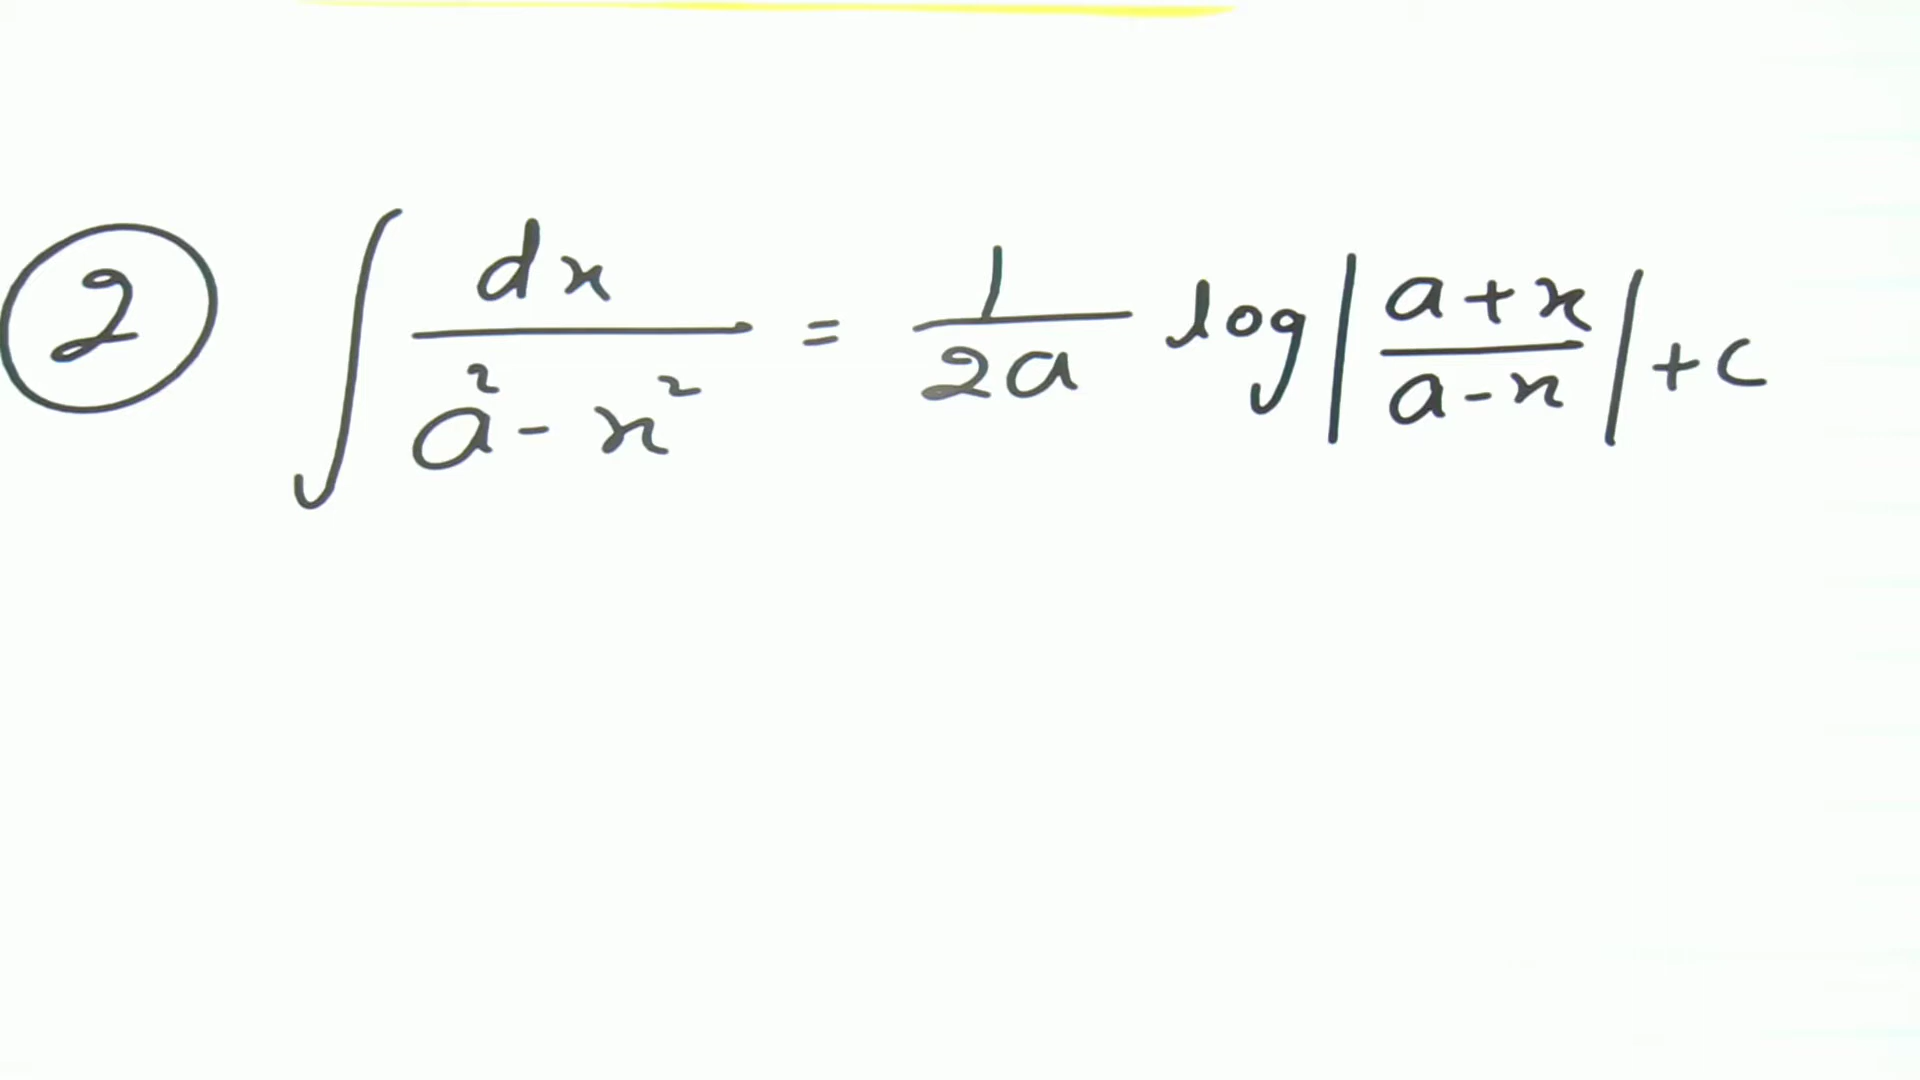 ② ∫ dx / (a² - x²) = 1/2a log |(a+x)/(a-x)| + c